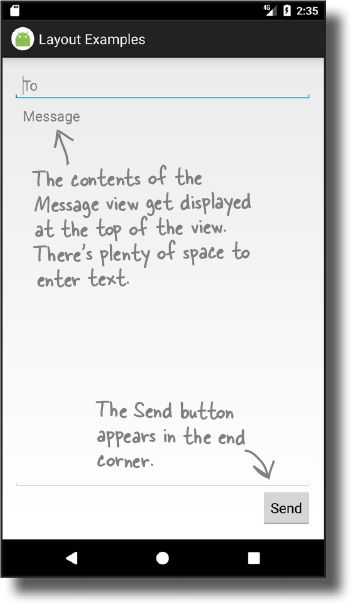 4G 2:35
Layout Examples
To
Message
The contents of the
Message view get displayed
at the top of the view.
There's plenty of space to
enter text.
The Send button
appears in the end
corner.
Send